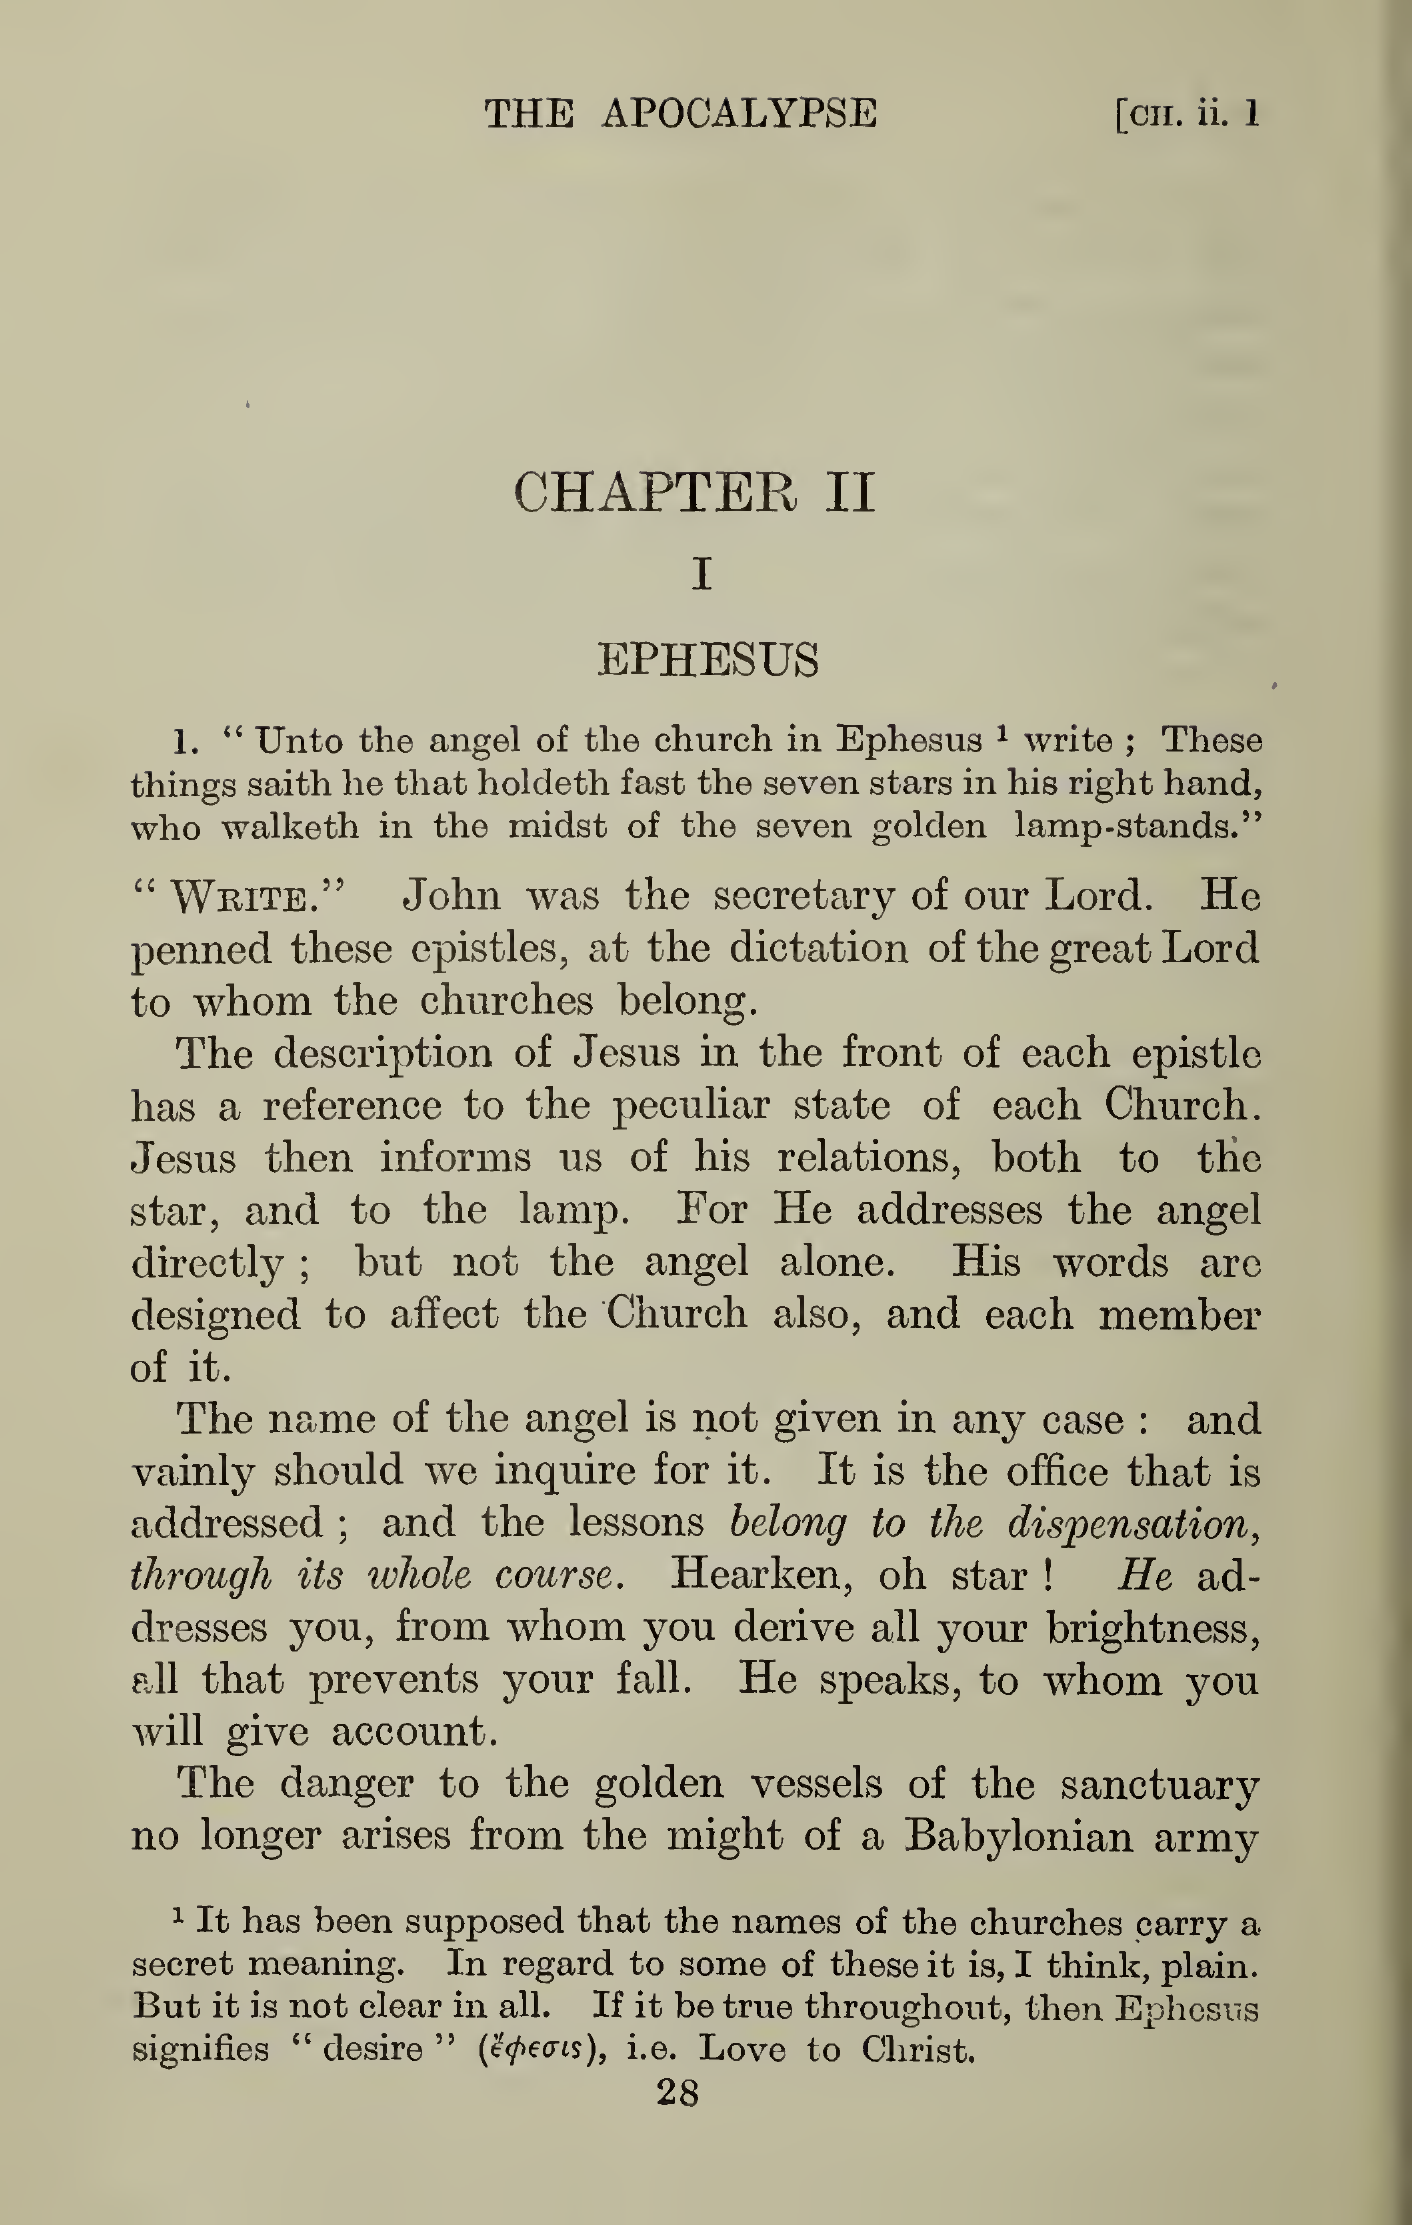 THE APOCALYPSE [CH. ii. 1
CHAPTER II
I
EPHESUS
1. “ Unto the angel of the church in Ephesus ¹ write ; These
things saith he that holdeth fast the seven stars in his right hand,
who walketh in the midst of the seven golden lamp-stands.”
“ WRITE.” John was the secretary of our Lord. He
penned these epistles, at the dictation of the great Lord
to whom the churches belong.
The description of Jesus in the front of each epistle
has a reference to the peculiar state of each Church.
Jesus then informs us of his relations, both to the
star, and to the lamp. For He addresses the angel
directly ; but not the angel alone. His words are
designed to affect the Church also, and each member
of it.
The name of the angel is not given in any case : and
vainly should we inquire for it. It is the office that is
addressed ; and the lessons belong to the dispensation,
through its whole course. Hearken, oh star ! He ad-
dresses you, from whom you derive all your brightness,
all that prevents your fall. He speaks, to whom you
will give account.
The danger to the golden vessels of the sanctuary
no longer arises from the might of a Babylonian army
¹ It has been supposed that the names of the churches carry a
secret meaning. In regard to some of these it is, I think, plain.
But it is not clear in all. If it be true throughout, then Ephesus
signifies “ desire ” (ἔφεσις), i.e. Love to Christ.
28